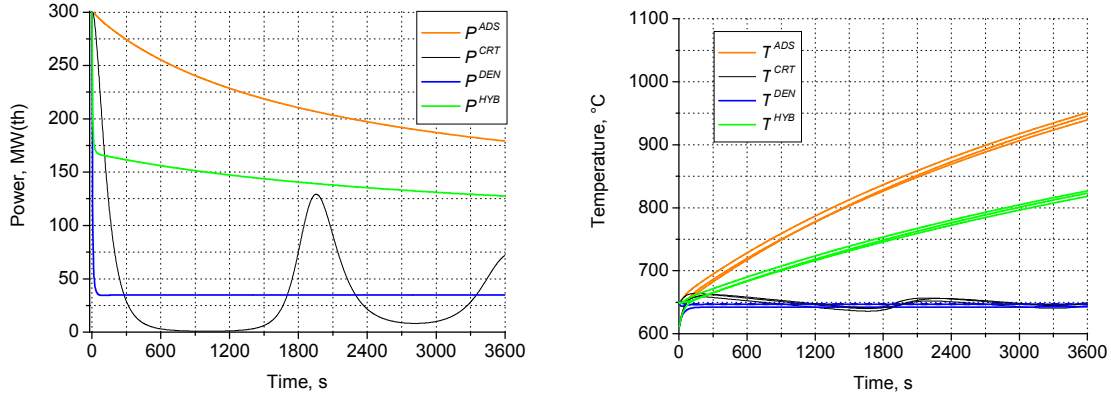 300
250
200
150
100
50
0
Power, MW(th)
P^ADS
P^CRT
P^DEN
P^HYB
0 600 1200 1800 2400 3000 3600
Time, s
1100
1000
900
800
700
600
Temperature, °C
T^ADS
T^CRT
T^DEN
T^HYB
0 600 1200 1800 2400 3000 3600
Time, s